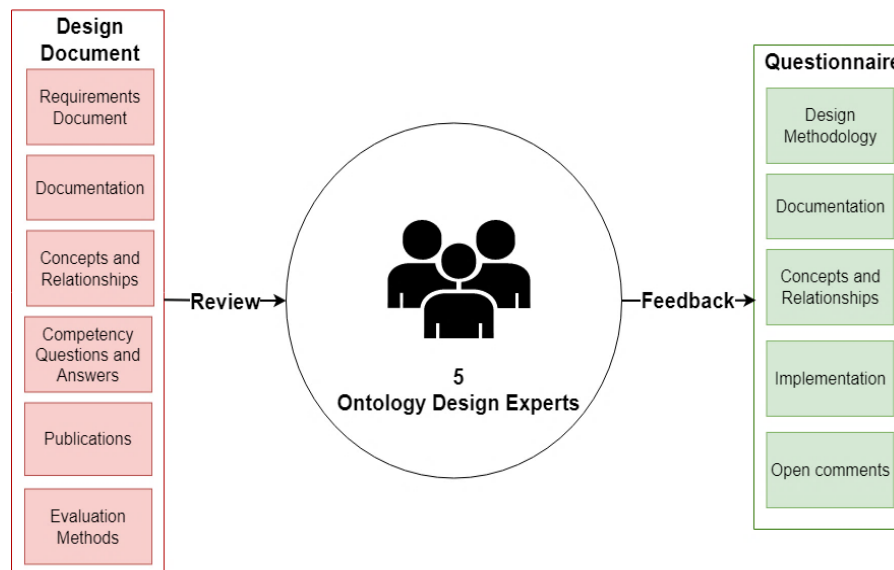 Design
Document
Requirements
Document
Documentation
Concepts and
Relationships
Competency
Questions and
Answers
Publications
Evaluation
Methods
Review
5
Ontology Design Experts
Feedback
Questionnaire
Design
Methodology
Documentation
Concepts and
Relationships
Implementation
Open comments